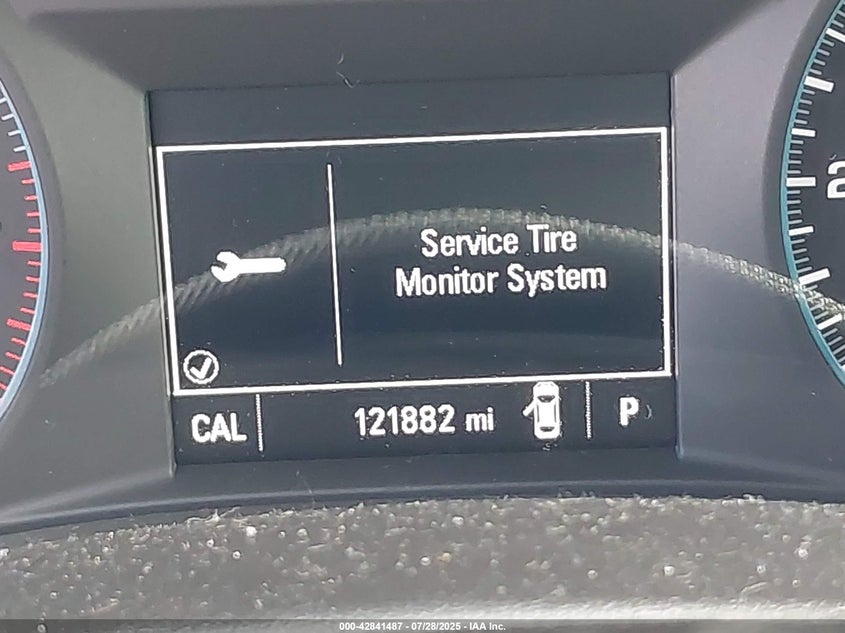 Service Tire
Monitor System
CAL 121882 mi P
000-42841487 - 07/28/2025 - IAA Inc.